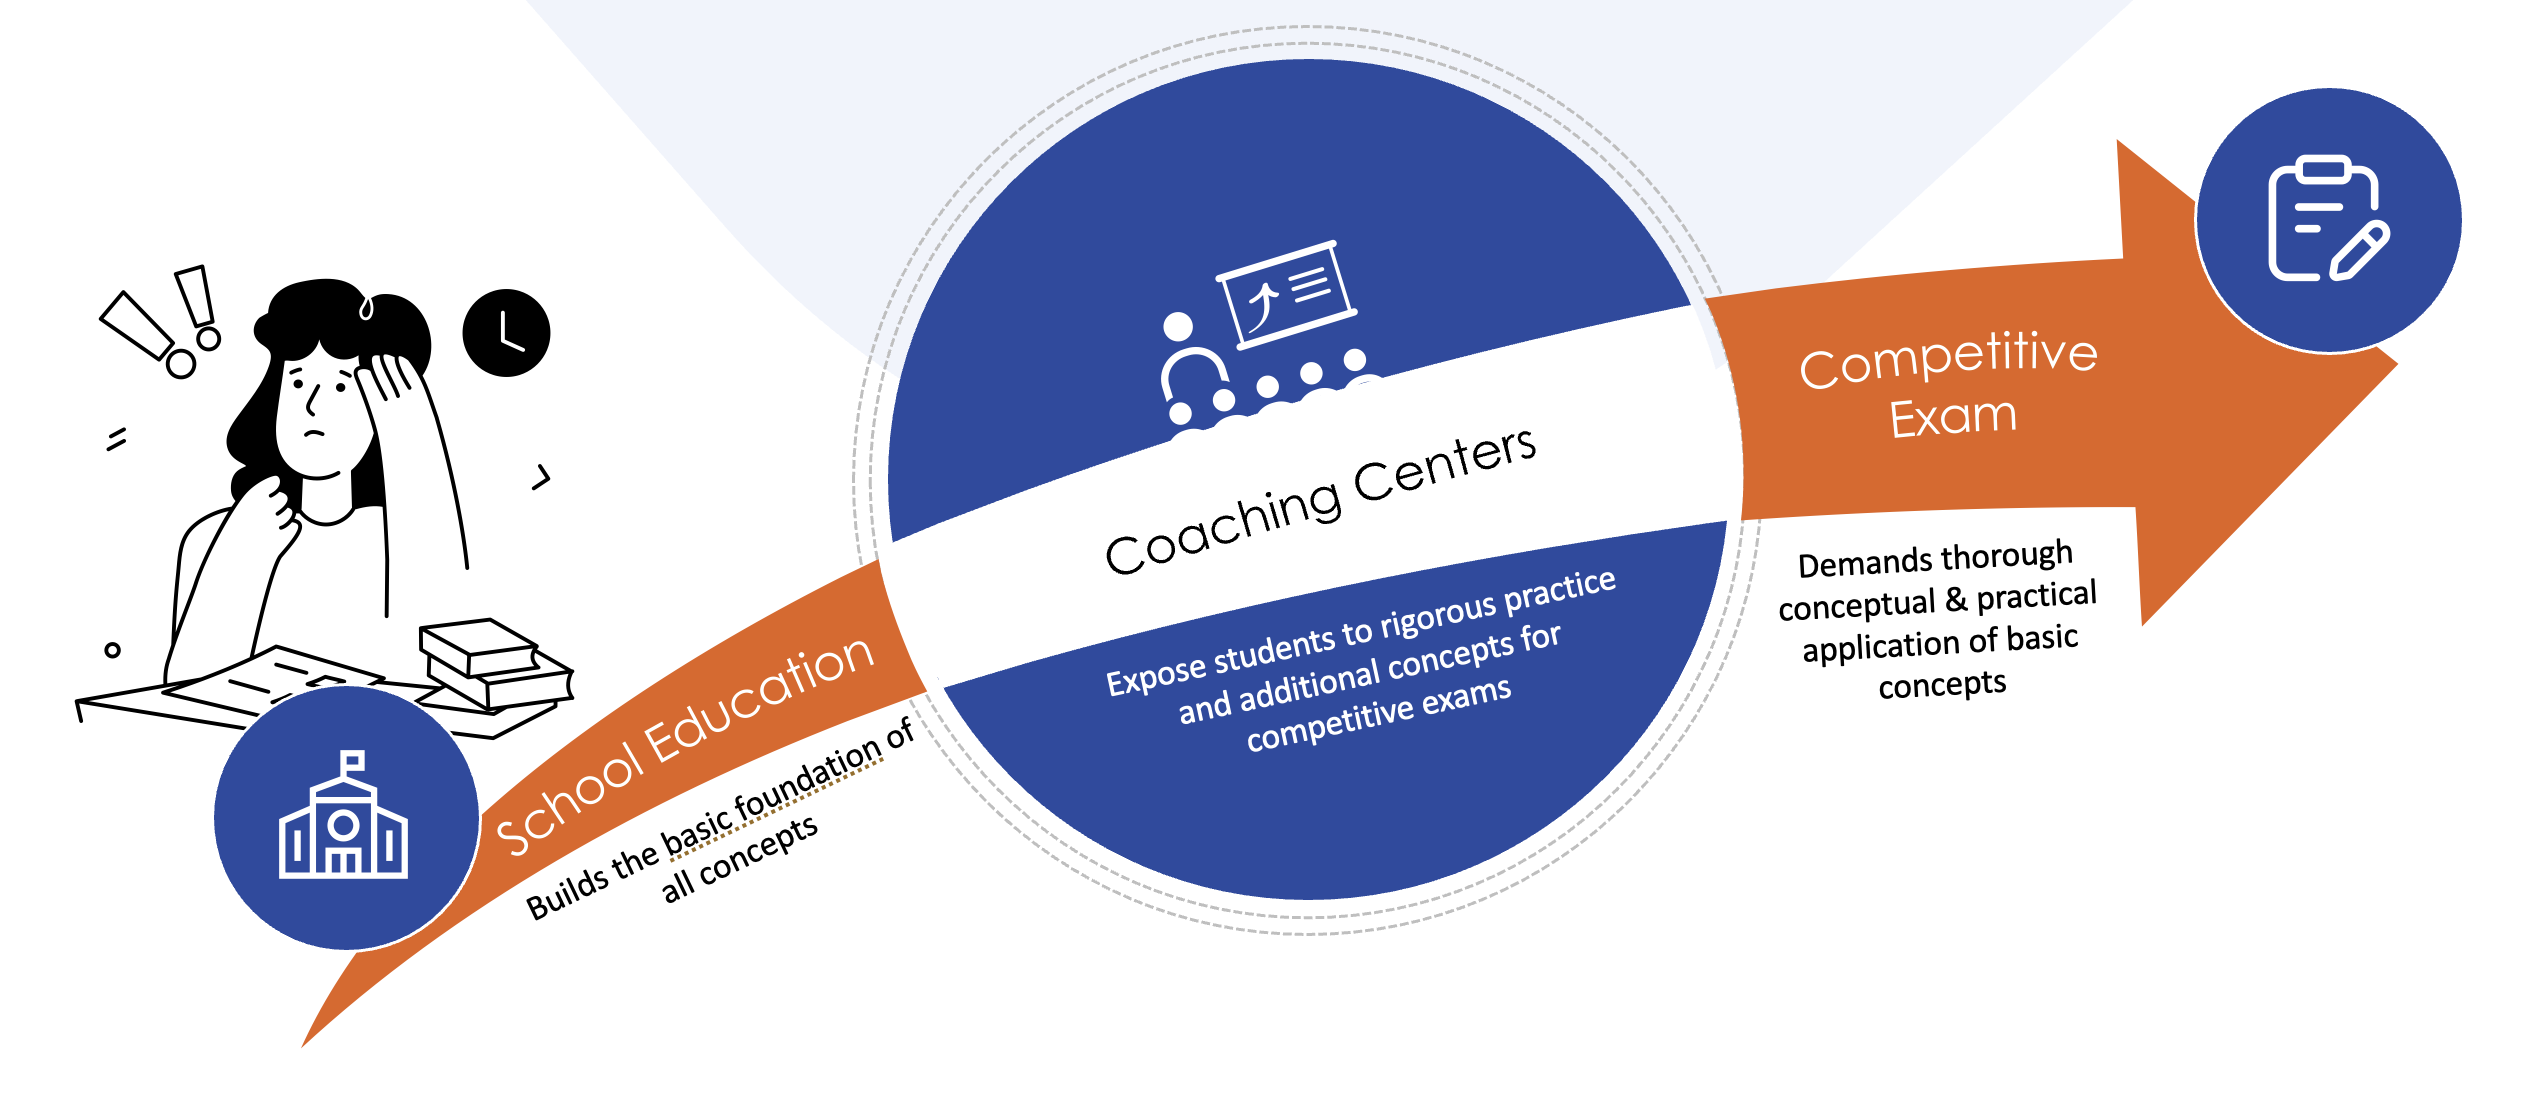 School Education
Builds the basic foundation of
all concepts
Coaching Centers
Expose students to rigorous practice
and additional concepts for
competitive exams
Competitive
Exam
Demands thorough
conceptual & practical
application of basic
concepts